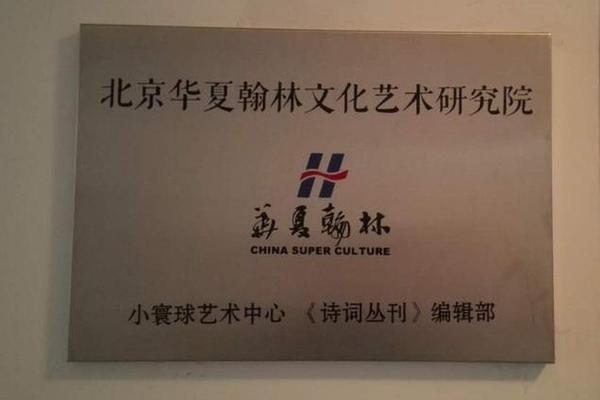 北京华夏翰林文化艺术研究院
华夏翰林
CHINA SUPER CULTURE
小寰球艺术中心 《诗词丛刊》编辑部